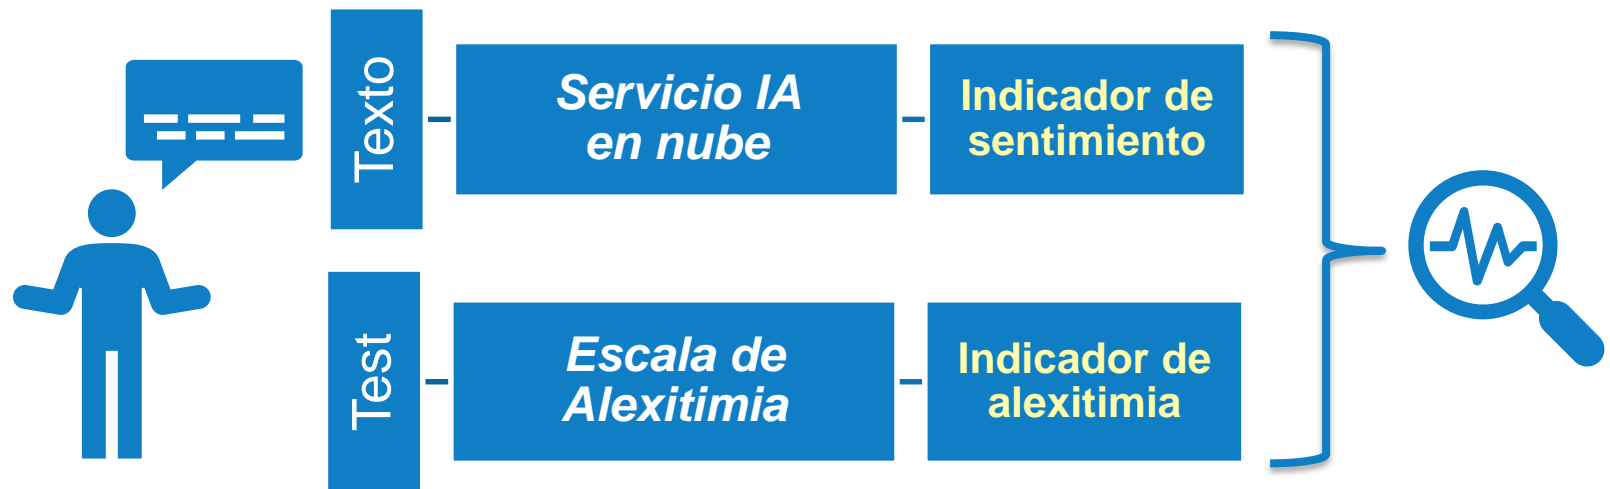 Texto
Servicio IA
en nube
Indicador de
sentimiento
Test
Escala de
Alexitimia
Indicador de
alexitimia